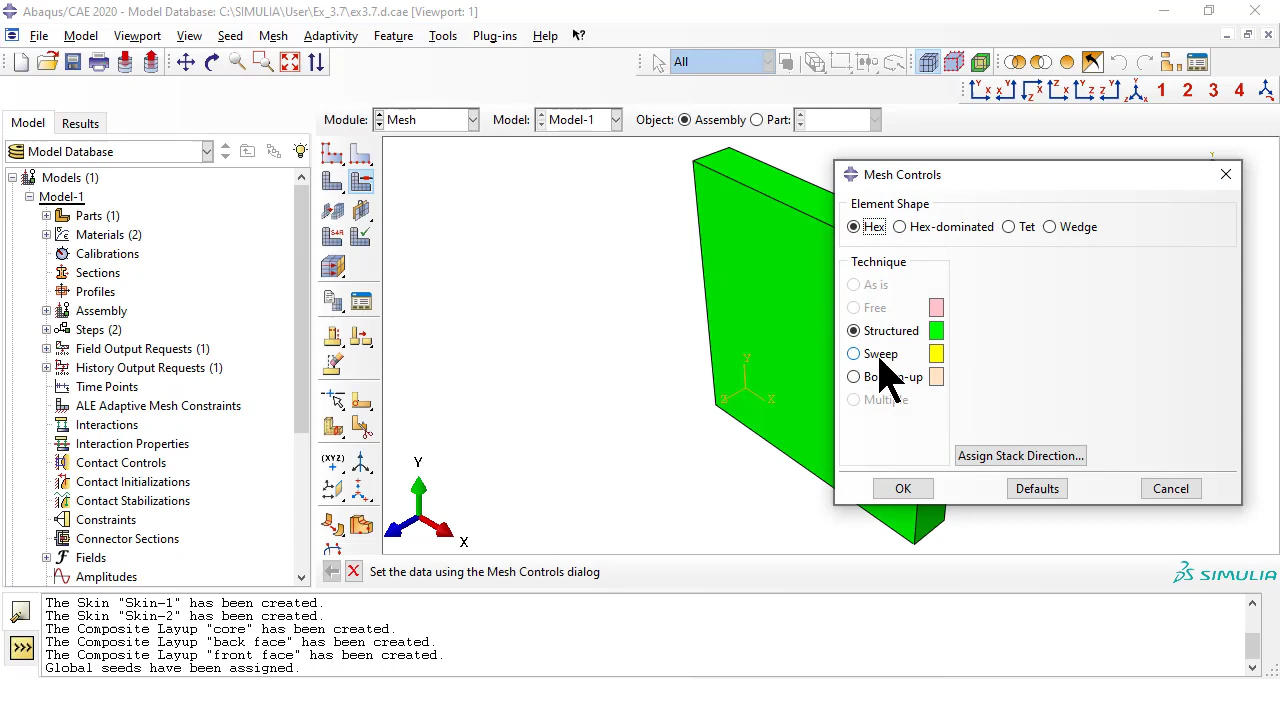 Abaqus/CAE 2020 - Model Database: C:\SIMULIA\User\Ex_3.7\ex3.7.d.cae [Viewport: 1]
File Model Viewport View Seed Mesh Adaptivity Feature Tools Plug-ins Help
All
1 2 3 4
Model Results
Module: Mesh Model: Model-1 Object: Assembly Part:
Model Database
Models (1)
Model-1
Parts (1)
Materials (2)
Calibrations
Sections
Profiles
Assembly
Steps (2)
Field Output Requests (1)
History Output Requests (1)
Time Points
ALE Adaptive Mesh Constraints
Interactions
Interaction Properties
Contact Controls
Contact Initializations
Contact Stabilizations
Constraints
Connector Sections
Fields
Amplitudes
S4R
(XYZ)
Y
Z X
Y
X
Mesh Controls
Element Shape
Hex Hex-dominated Tet Wedge
Technique
As is
Free
Structured
Sweep
Multiple
Assign Stack Direction...
OK Defaults Cancel
Set the data using the Mesh Controls dialog
SIMULIA
The Skin "Skin-1" has been created.
The Skin "Skin-2" has been created.
The Composite Layup "core" has been created.
The Composite Layup "back face" has been created.
The Composite Layup "front face" has been created.
Global seeds have been assigned.
>>>